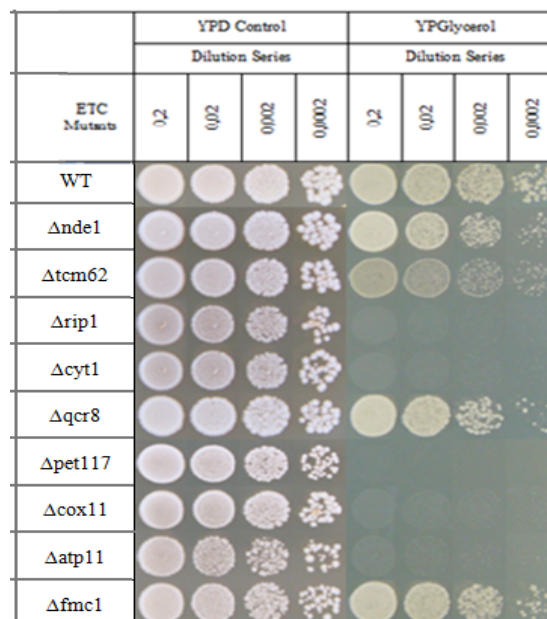 YPD Control YPGlycerol
Dilution Series Dilution Series
ETC Mutants 0,2 0,02 0,002 0,0002 0,2 0,02 0,002 0,0002
WT
Δnde1
Δtcm62
Δrip1
Δcyt1
Δqcr8
Δpet117
Δcox11
Δatp11
Δfmc1